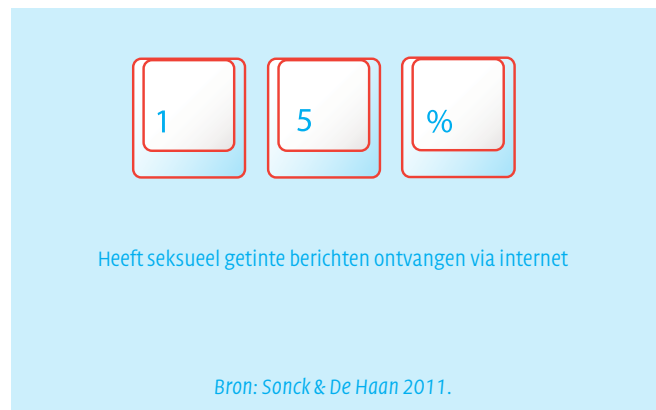 1 5 %
Heeft seksueel getinte berichten ontvangen via internet
Bron: Sonck & De Haan 2011.